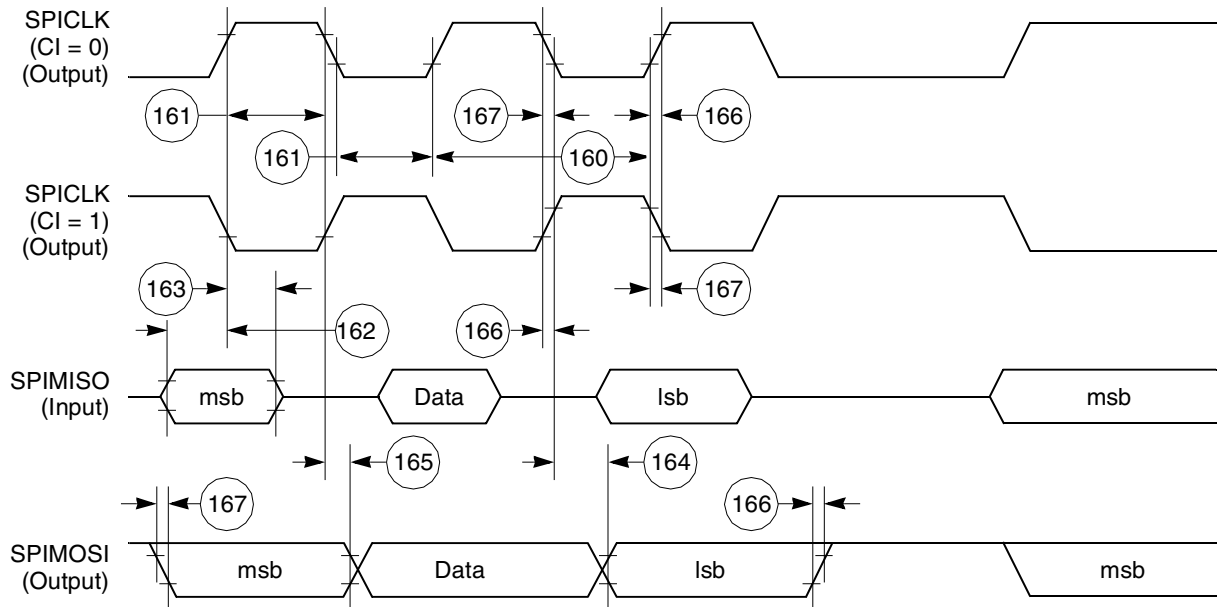 SPICLK
(CI = 0)
(Output)
161
167
166
161
160
SPICLK
(CI = 1)
(Output)
163
167
166
162
SPIMISO
(Input)
msb
Data
lsb
msb
165
164
167
166
SPIMOSI
(Output)
msb
Data
lsb
msb